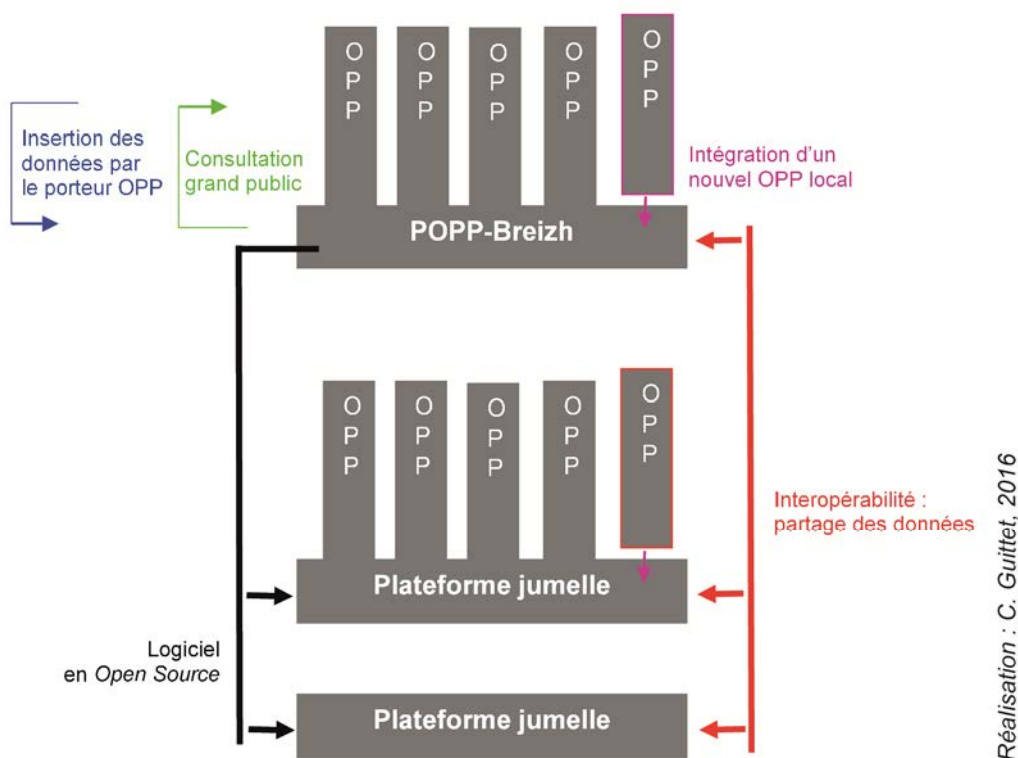 O
P
P
O
P
P
O
P
P
O
P
P
O
P
P
Insertion des
données par
le porteur OPP
Consultation
grand public
Intégration d'un
nouvel OPP local
POPP-Breizh
O
P
P
O
P
P
O
P
P
O
P
P
O
P
P
Interopérabilité :
partage des données
Plateforme jumelle
Logiciel
en Open Source
Plateforme jumelle
Réalisation : C. Guittet, 2016